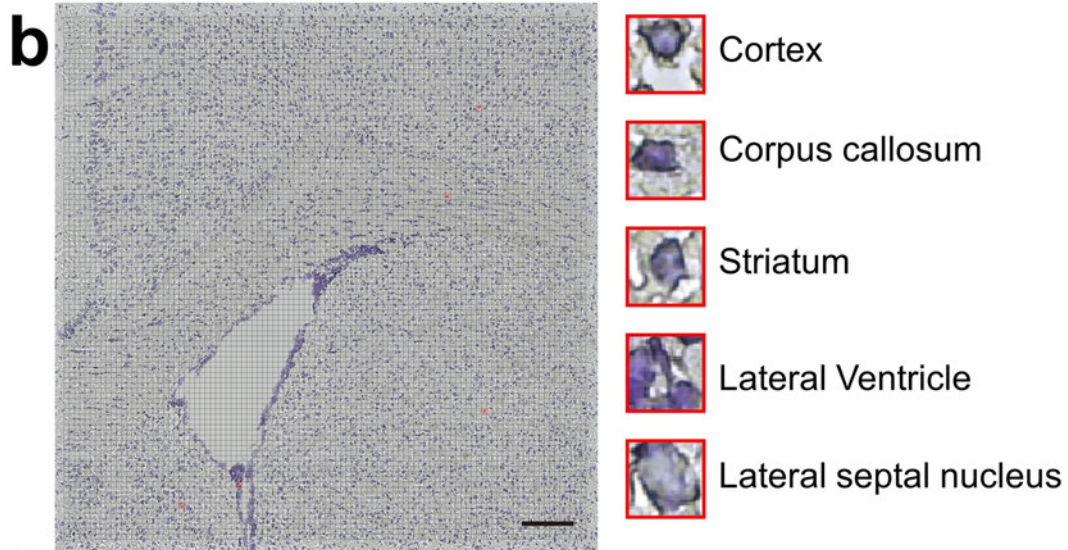 b
Cortex
Corpus callosum
Striatum
Lateral Ventricle
Lateral septal nucleus